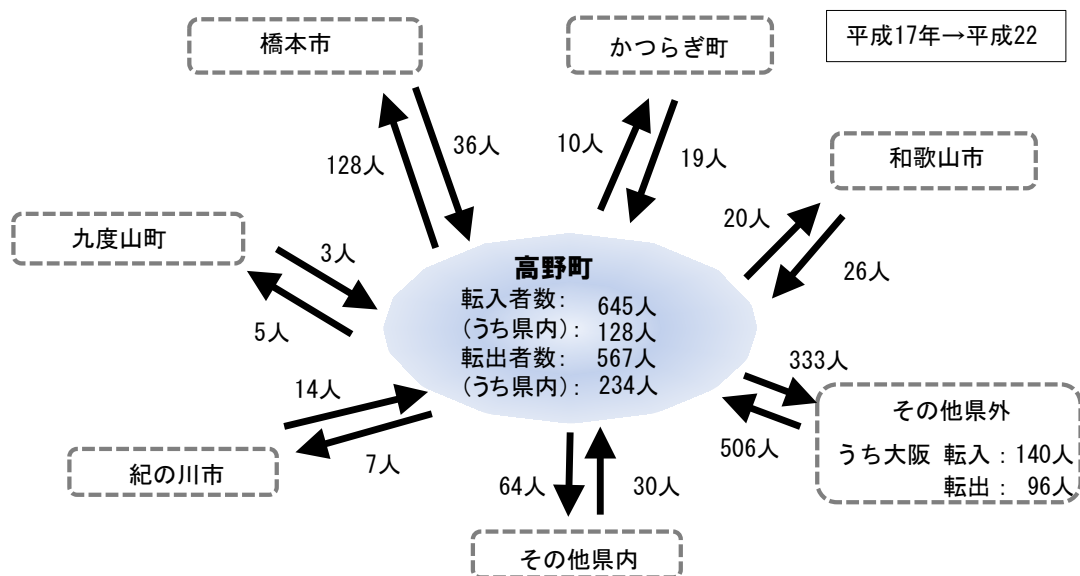 平成17年→平成22
橋本市
かつらぎ町
和歌山市
128人
36人
10人
19人
20人
26人
九度山町
3人
5人
高野町
転入者数： 645人
(うち県内)： 128人
転出者数： 567人
(うち県内)： 234人
333人
506人
その他県外
うち大阪 転入：140人
転出： 96人
14人
7人
紀の川市
64人
30人
その他県内